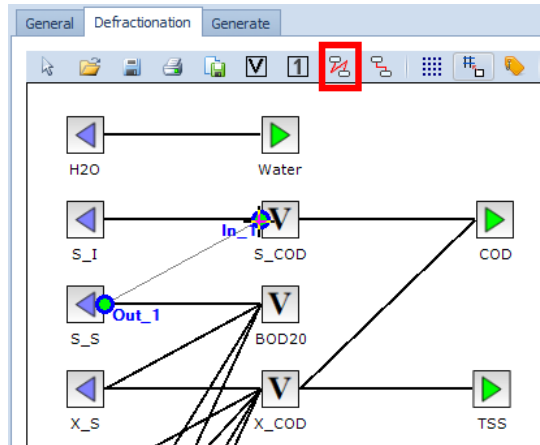 General Defractionation Generate
V 1
H2O Water
In_1 V
S_I S_COD COD
Out_1 V
S_S BOD20
V
X_S X_COD TSS